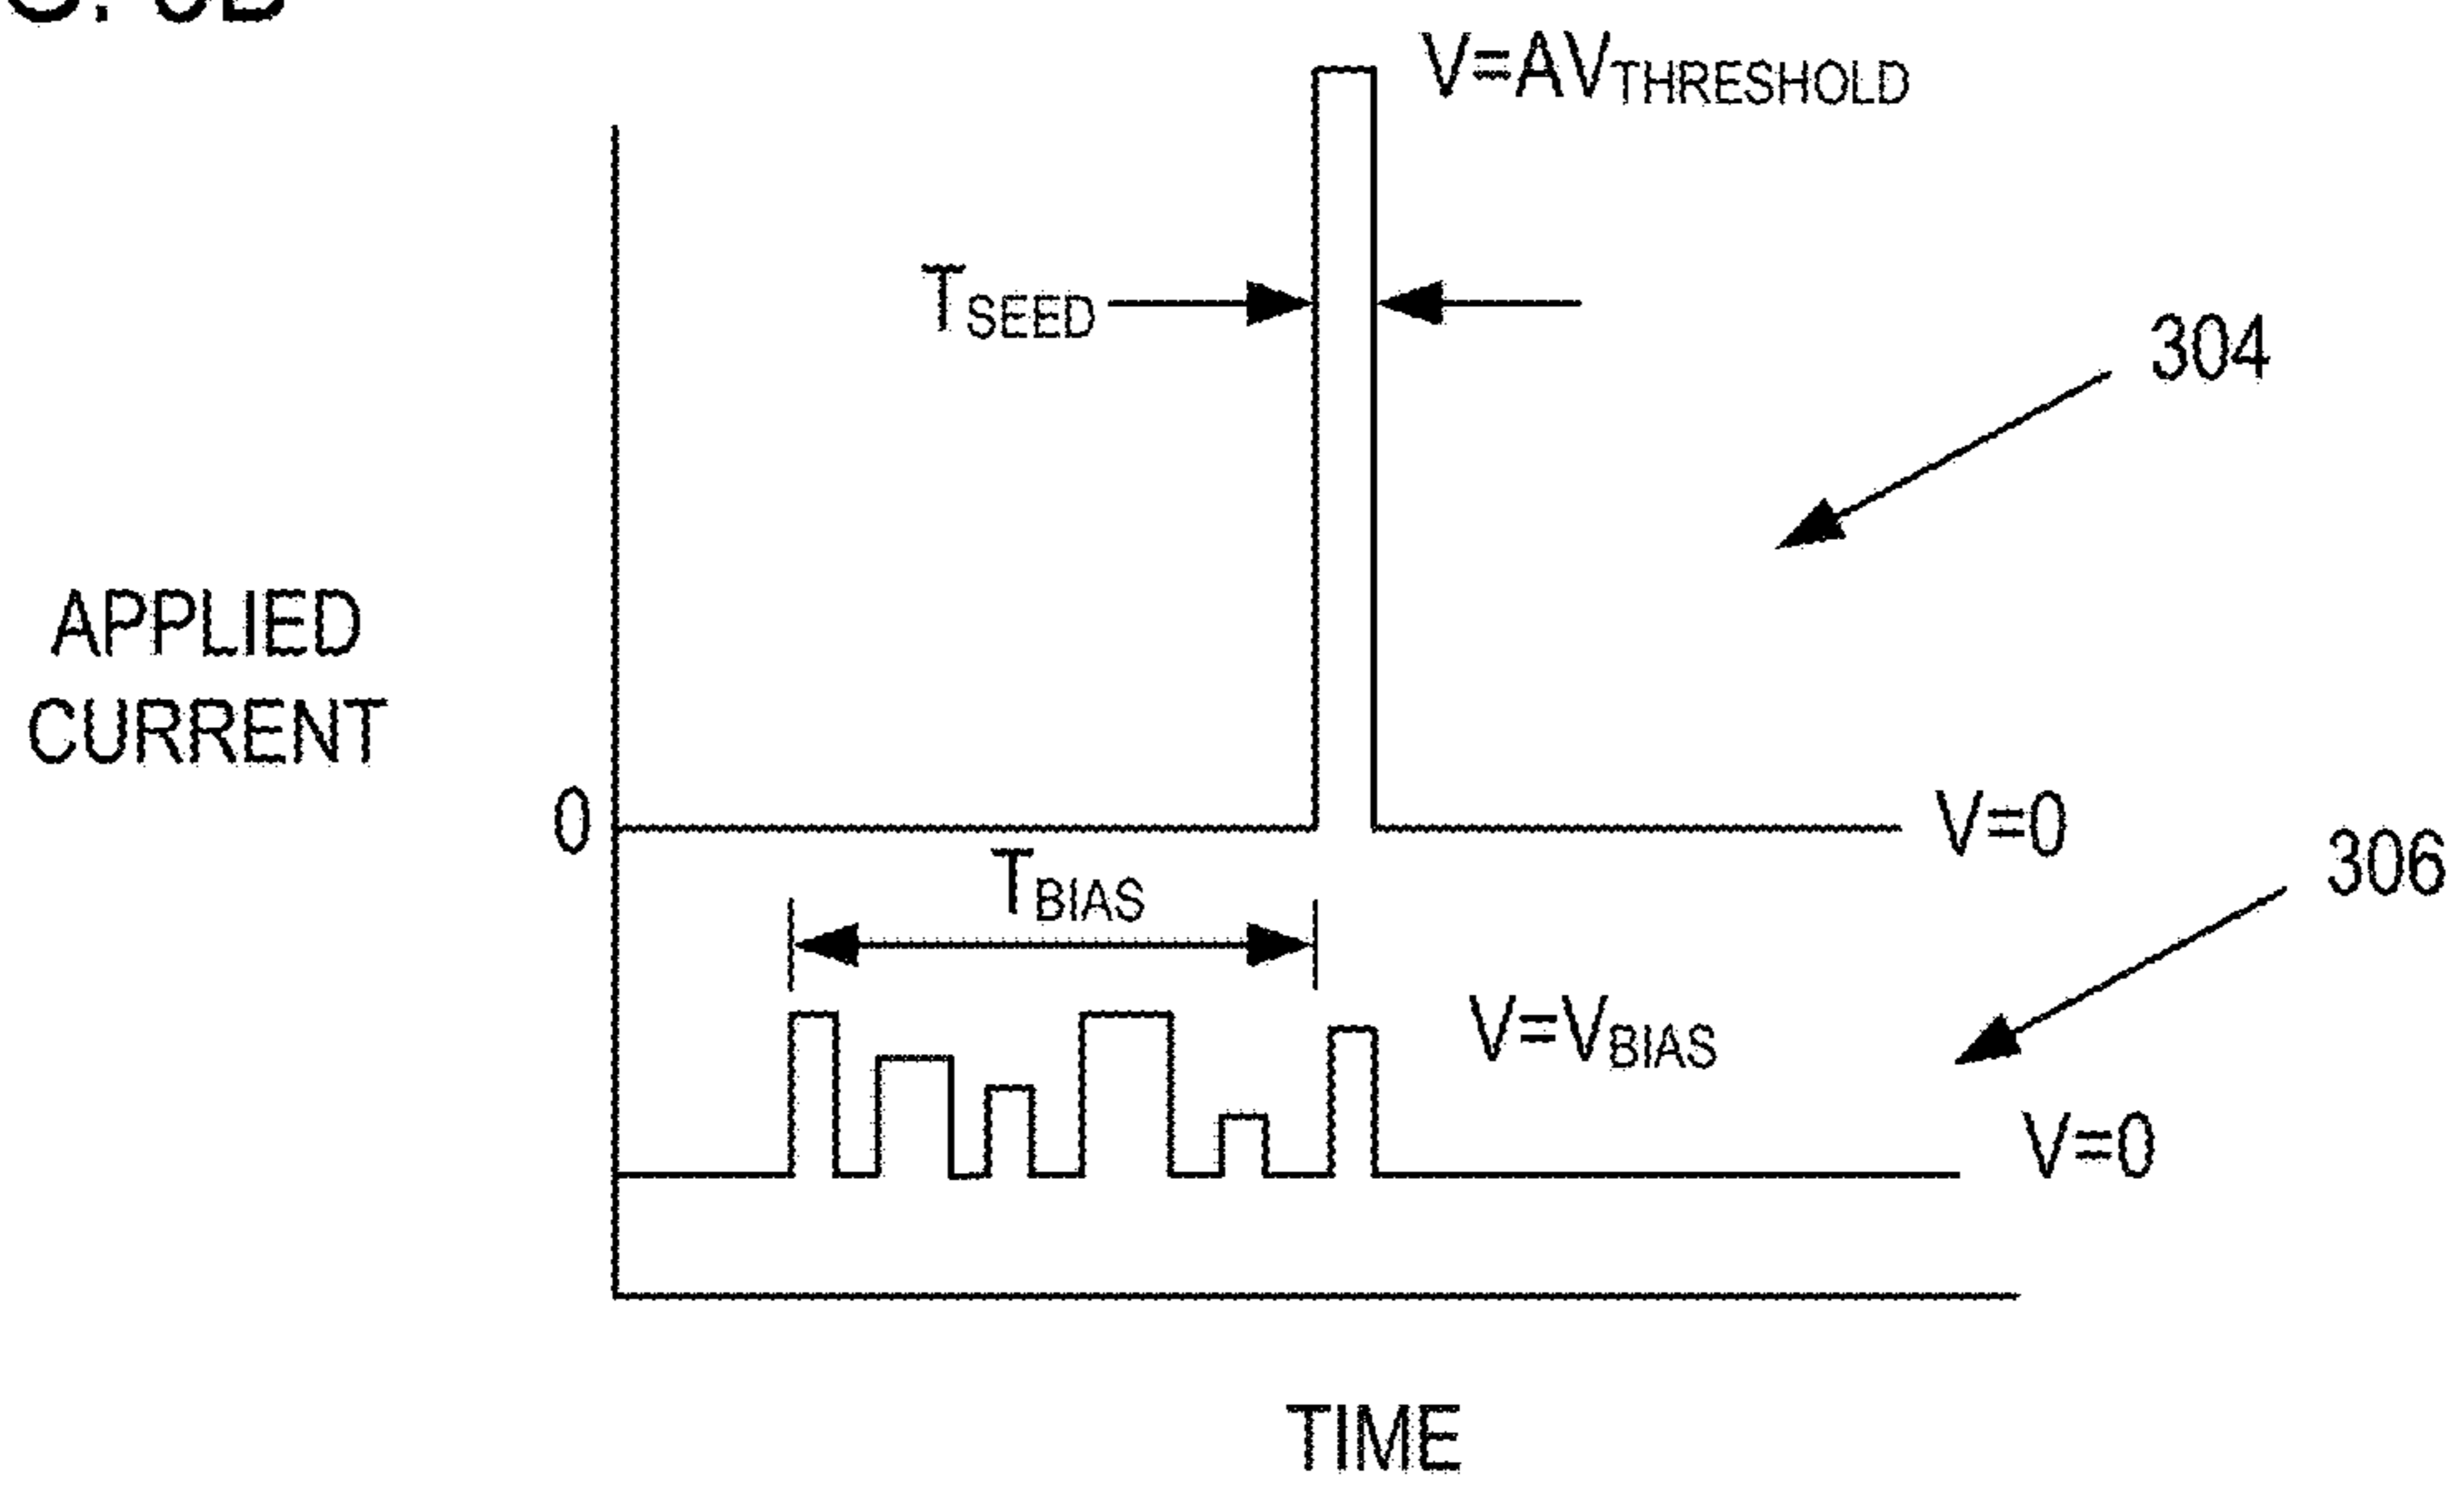 V=AVTHRESHOLD
TSEED
304
APPLIED
CURRENT
0
V=0
TBIAS
306
V=VBIAS
V=0
TIME